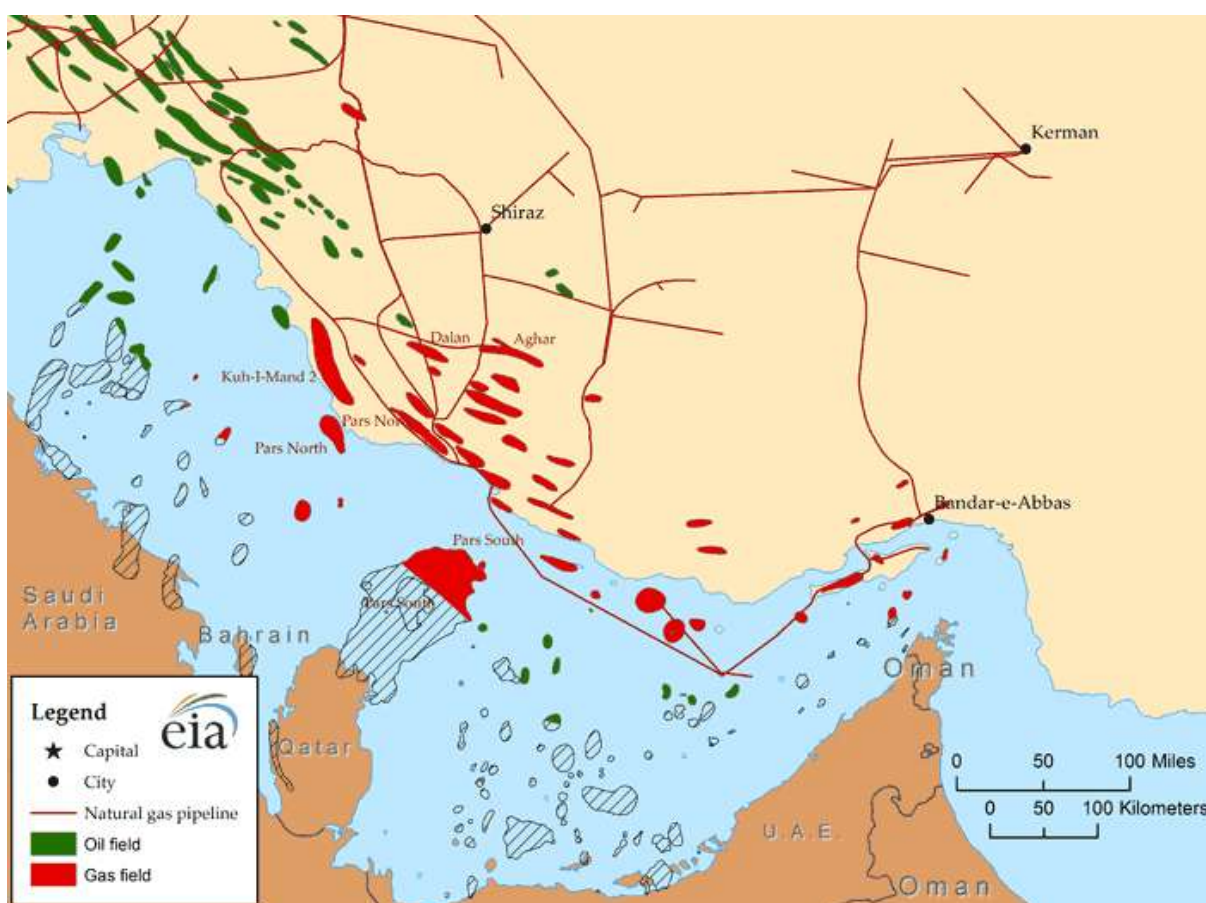 Kerman
Shiraz
Dalan
Aghar
Kuh-I-Mand 2
Pars Nor
Pars North
Bandar-e-Abbas
Pars South
Pars South
Saudi
Arabia
Bahrain
Oman
Qatar
U.A.E.
Oman
Legend
eia
Capital
City
Natural gas pipeline
Oil field
Gas field
0 50 100 Miles
0 50 100 Kilometers